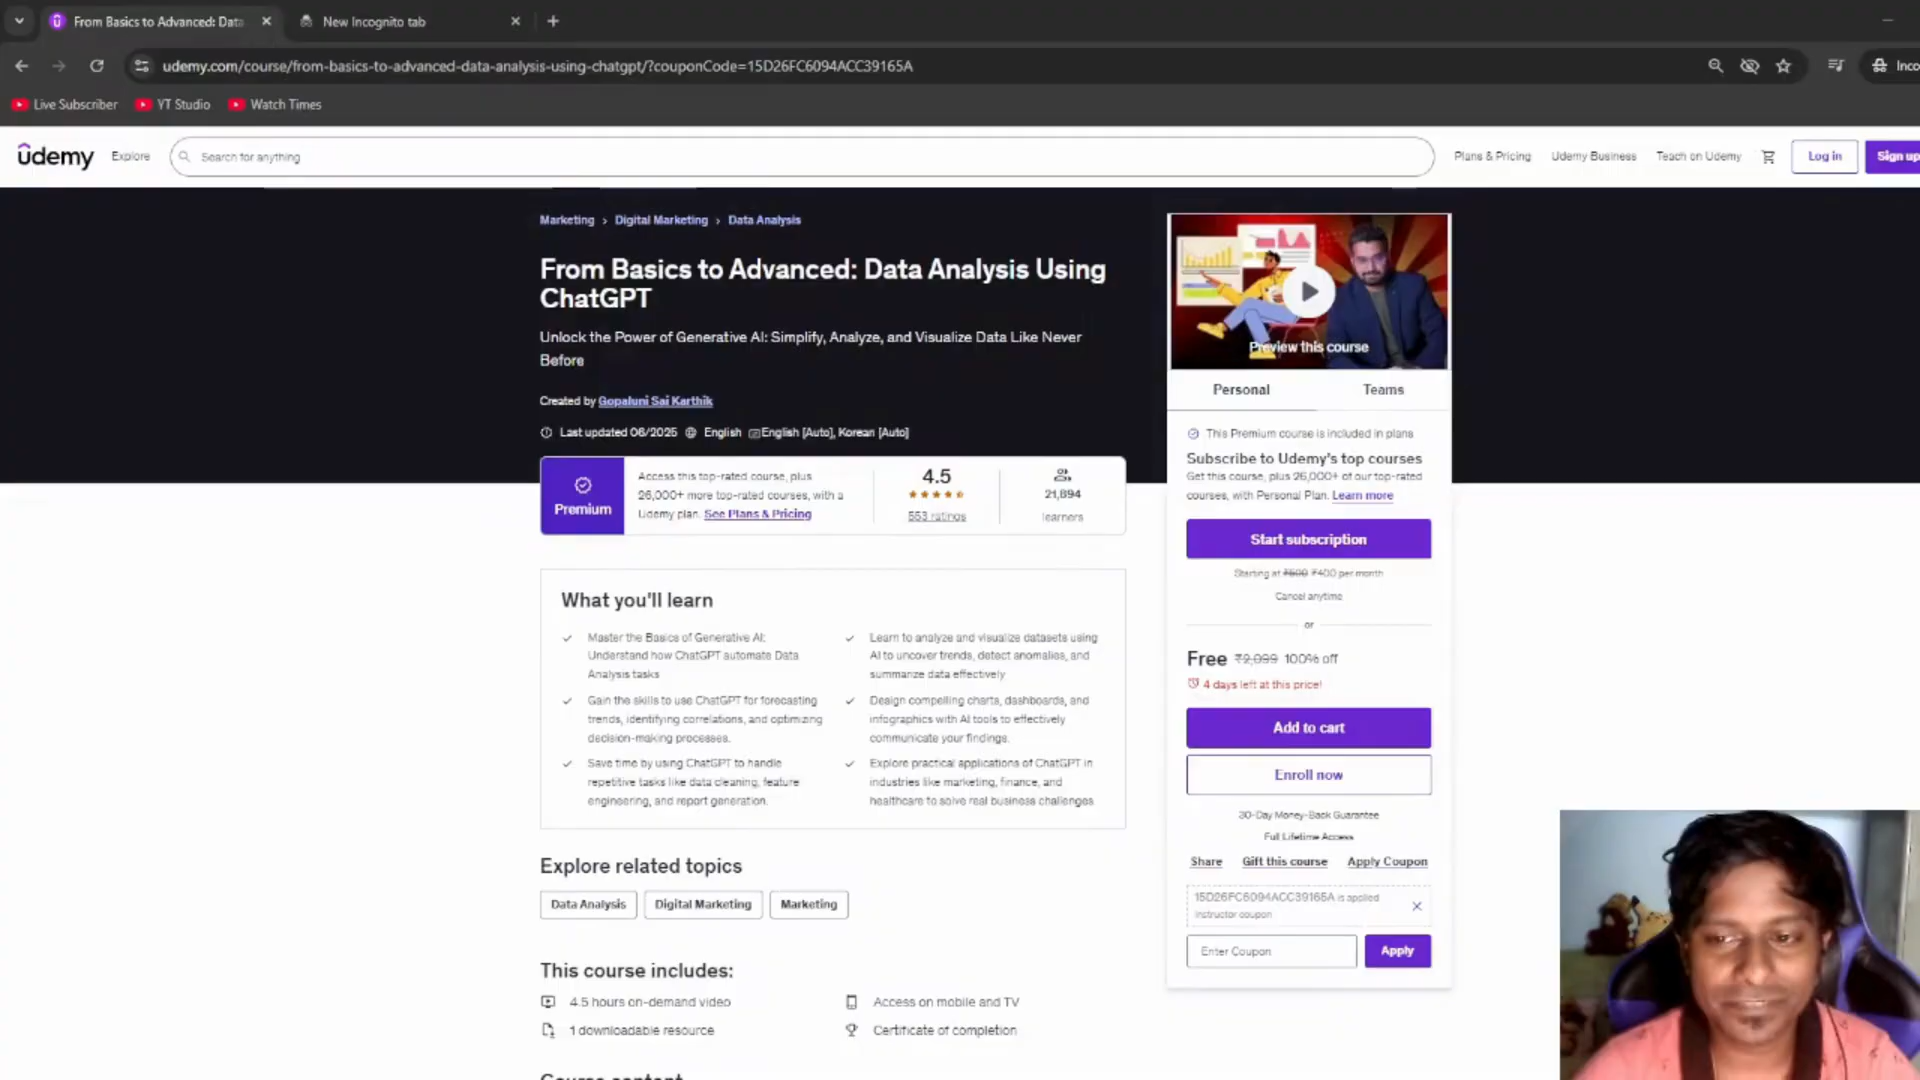 From Basics to Advanced: Data
New Incognito tab
udemy.com/course/from-basics-to-advanced-data-analysis-using-chatgpt/?couponCode=15D26FC6094ACC39165A
Inco
Live Subscriber
YT Studio
Watch Times
udemy
Explore
Search for anything
Plans & Pricing
Udemy Business
Teach on Udemy
Log in
Sign up
Marketing > Digital Marketing > Data Analysis
From Basics to Advanced: Data Analysis Using
ChatGPT
Unlock the Power of Generative AI: Simplify, Analyze, and Visualize Data Like Never
Before
Created by Gopaluni Sai Karthik
Last updated 06/2025 English English [Auto], Korean [Auto]
Premium
Access this top-rated course, plus
26,000+ more top-rated courses, with a
Udemy plan. See Plans & Pricing
4.5
553 ratings
21,894
learners
What you'll learn
Master the Basics of Generative AI:
Understand how ChatGPT automate Data
Analysis tasks
Gain the skills to use ChatGPT for forecasting
trends, identifying correlations, and optimizing
decision-making processes.
Save time by using ChatGPT to handle
repetitive tasks like data cleaning, feature
engineering, and report generation.
Learn to analyze and visualize datasets using
AI to uncover trends, detect anomalies, and
summarize data effectively
Design compelling charts, dashboards, and
infographics with AI tools to effectively
communicate your findings.
Explore practical applications of ChatGPT in
industries like marketing, finance, and
healthcare to solve real business challenges
Explore related topics
Data Analysis
Digital Marketing
Marketing
This course includes:
4.5 hours on-demand video
Access on mobile and TV
1 downloadable resource
Certificate of completion
Course content
Preview this course
Personal
Teams
This Premium course is included in plans
Subscribe to Udemy's top courses
Get this course, plus 26,000+ of our top-rated
courses, with Personal Plan. Learn more
Start subscription
Starting at ₹500 ₹400 per month
Cancel anytime
or
Free ₹2,099 100% off
4 days left at this price!
Add to cart
Enroll now
30-Day Money-Back Guarantee
Full Lifetime Access
Share
Gift this course
Apply Coupon
15D26FC6094ACC39165A is applied
Instructor coupon
Enter Coupon
Apply